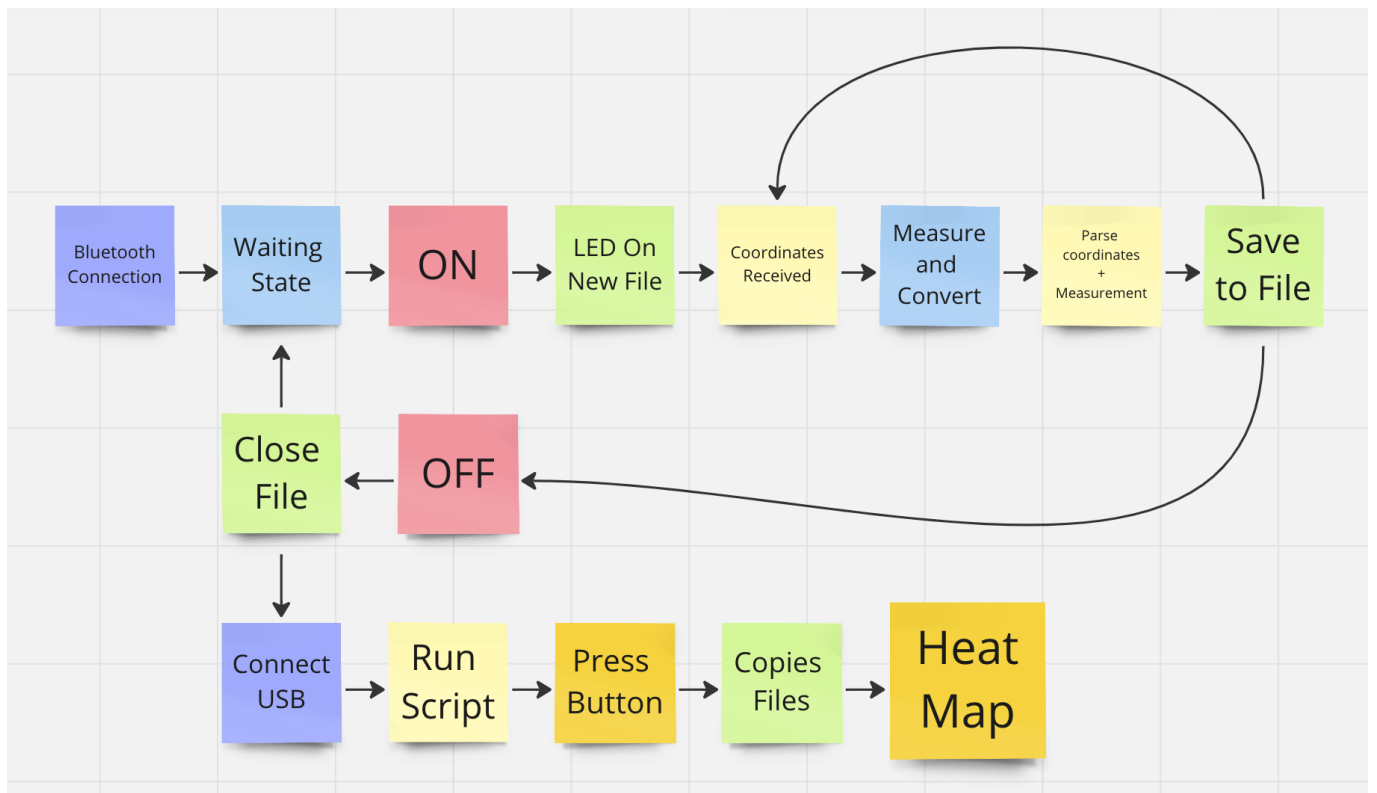 Bluetooth
Connection
Waiting
State
ON
LED On
New File
Coordinates
Received
Measure
and
Convert
Parse
coordinates
+
Measurement
Save
to File
Close
File
OFF
Connect
USB
Run
Script
Press
Button
Copies
Files
Heat
Map